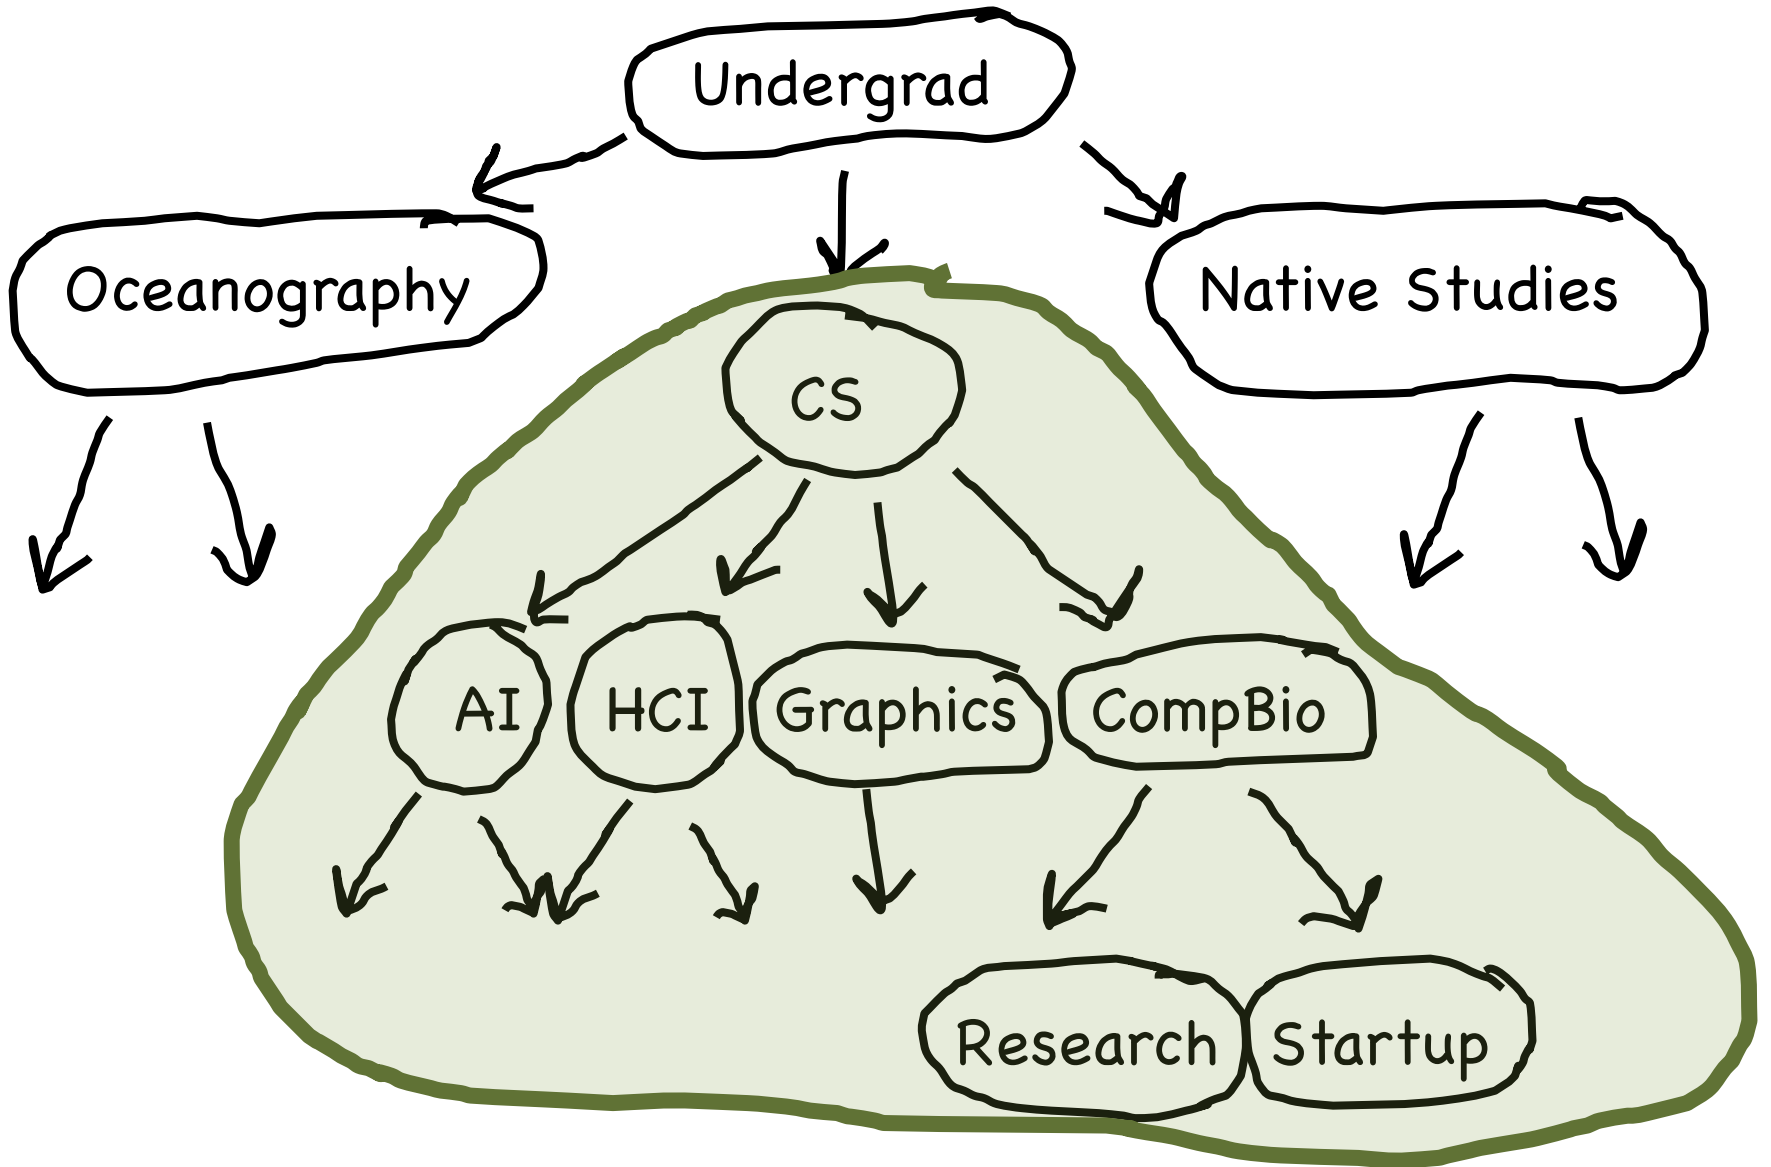 Undergrad
Oceanography
Native Studies
CS
AI
HCI
Graphics
CompBio
Research
Startup